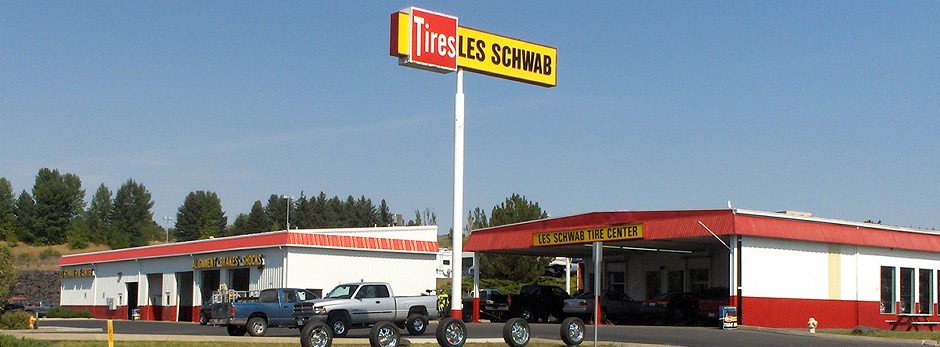 Tires
LES SCHWAB
LES SCHWAB TIRE CENTER
ALIGNMENT BRAKES SHOCKS